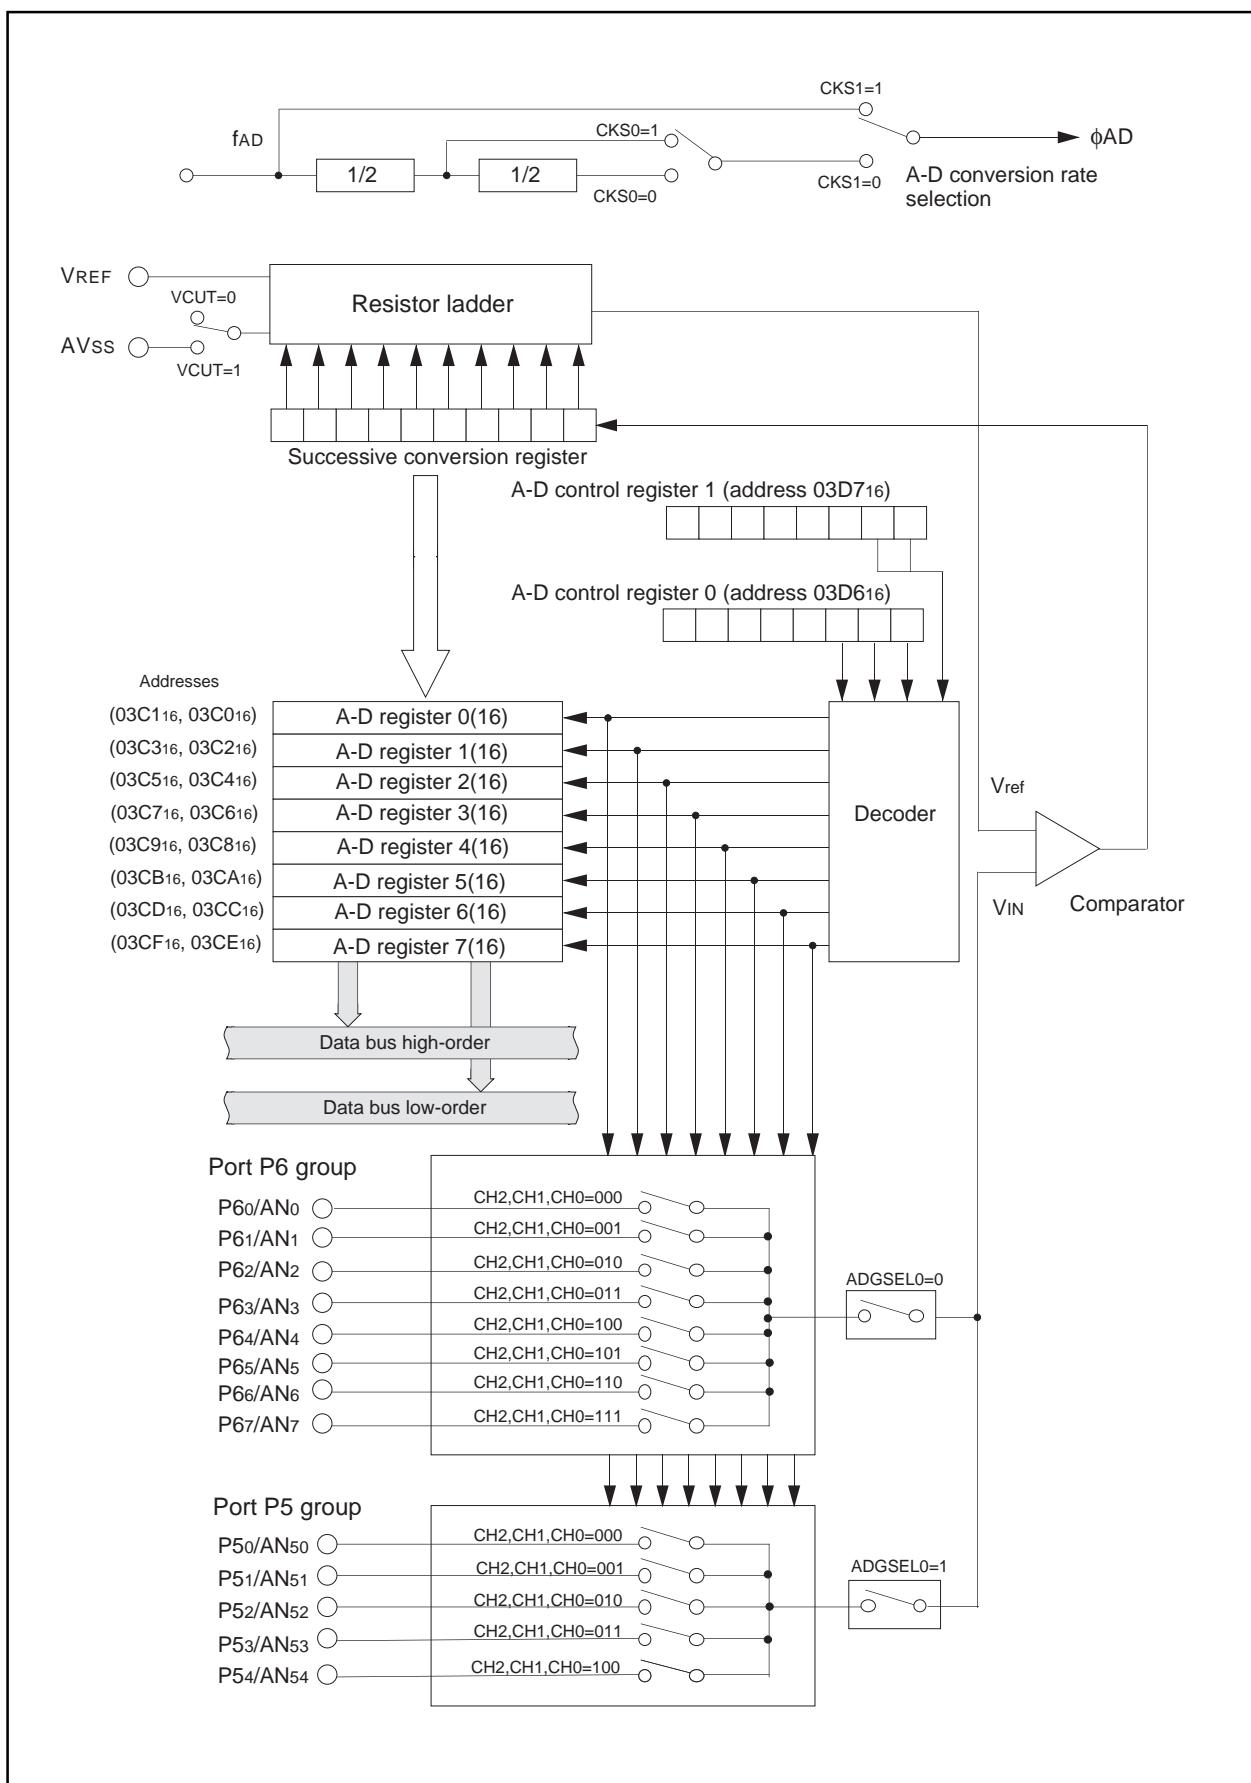 CKS1=1
fAD
CKS0=1
φAD
1/2
1/2
CKS0=0
CKS1=0
A-D conversion rate
selection
VREF
VCUT=0
Resistor ladder
AVSS
VCUT=1
Successive conversion register
A-D control register 1 (address 03D716)
A-D control register 0 (address 03D616)
Addresses
(03C116, 03C016)
A-D register 0(16)
(03C316, 03C216)
A-D register 1(16)
(03C516, 03C416)
A-D register 2(16)
(03C716, 03C616)
A-D register 3(16)
(03C916, 03C816)
A-D register 4(16)
(03CB16, 03CA16)
A-D register 5(16)
(03CD16, 03CC16)
A-D register 6(16)
(03CF16, 03CE16)
A-D register 7(16)
Decoder
Vref
VIN
Comparator
Data bus high-order
Data bus low-order
Port P6 group
P60/AN0
CH2,CH1,CH0=000
P61/AN1
CH2,CH1,CH0=001
P62/AN2
CH2,CH1,CH0=010
P63/AN3
CH2,CH1,CH0=011
P64/AN4
CH2,CH1,CH0=100
P65/AN5
CH2,CH1,CH0=101
P66/AN6
CH2,CH1,CH0=110
P67/AN7
CH2,CH1,CH0=111
ADGSEL0=0
Port P5 group
P50/AN50
CH2,CH1,CH0=000
P51/AN51
CH2,CH1,CH0=001
P52/AN52
CH2,CH1,CH0=010
P53/AN53
CH2,CH1,CH0=011
P54/AN54
CH2,CH1,CH0=100
ADGSEL0=1